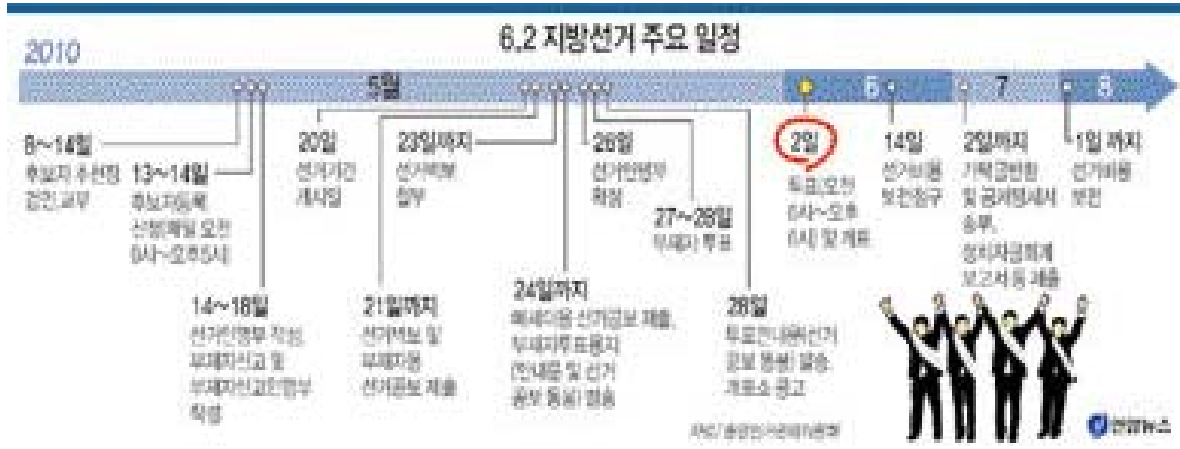 6.2 지방선거 주요 일정
2010
5월
6
7
8
8~14일
후보자 추천장
검인,교부
13~14일
후보자등록
신청(매일 오전
9시~오후5시)
14~18일
선거인명부 작성,
부재자신고 및
부재자신고인명부
작성
20일
선거기간
개시일
21일까지
선거벽보 및
부재자용
선거공보 제출
23일까지
선거벽보
첩부
24일까지
매세대용 선거공보 제출,
부재자투표용지
(안내문 및 선거
공보 동봉) 발송
26일
선거인명부
확정
27~28일
부재자 투표
28일
투표안내문(선거
공보 동봉) 발송
개표소 공고
2일
투표(오전
6시~오후
6시) 및 개표
14일
선거비용
보전청구
2일까지
기탁금반환
및 공제명세서
송부,
정치자금회계
보고서 등 제출
1일 까지
선거비용
보전
연합뉴스